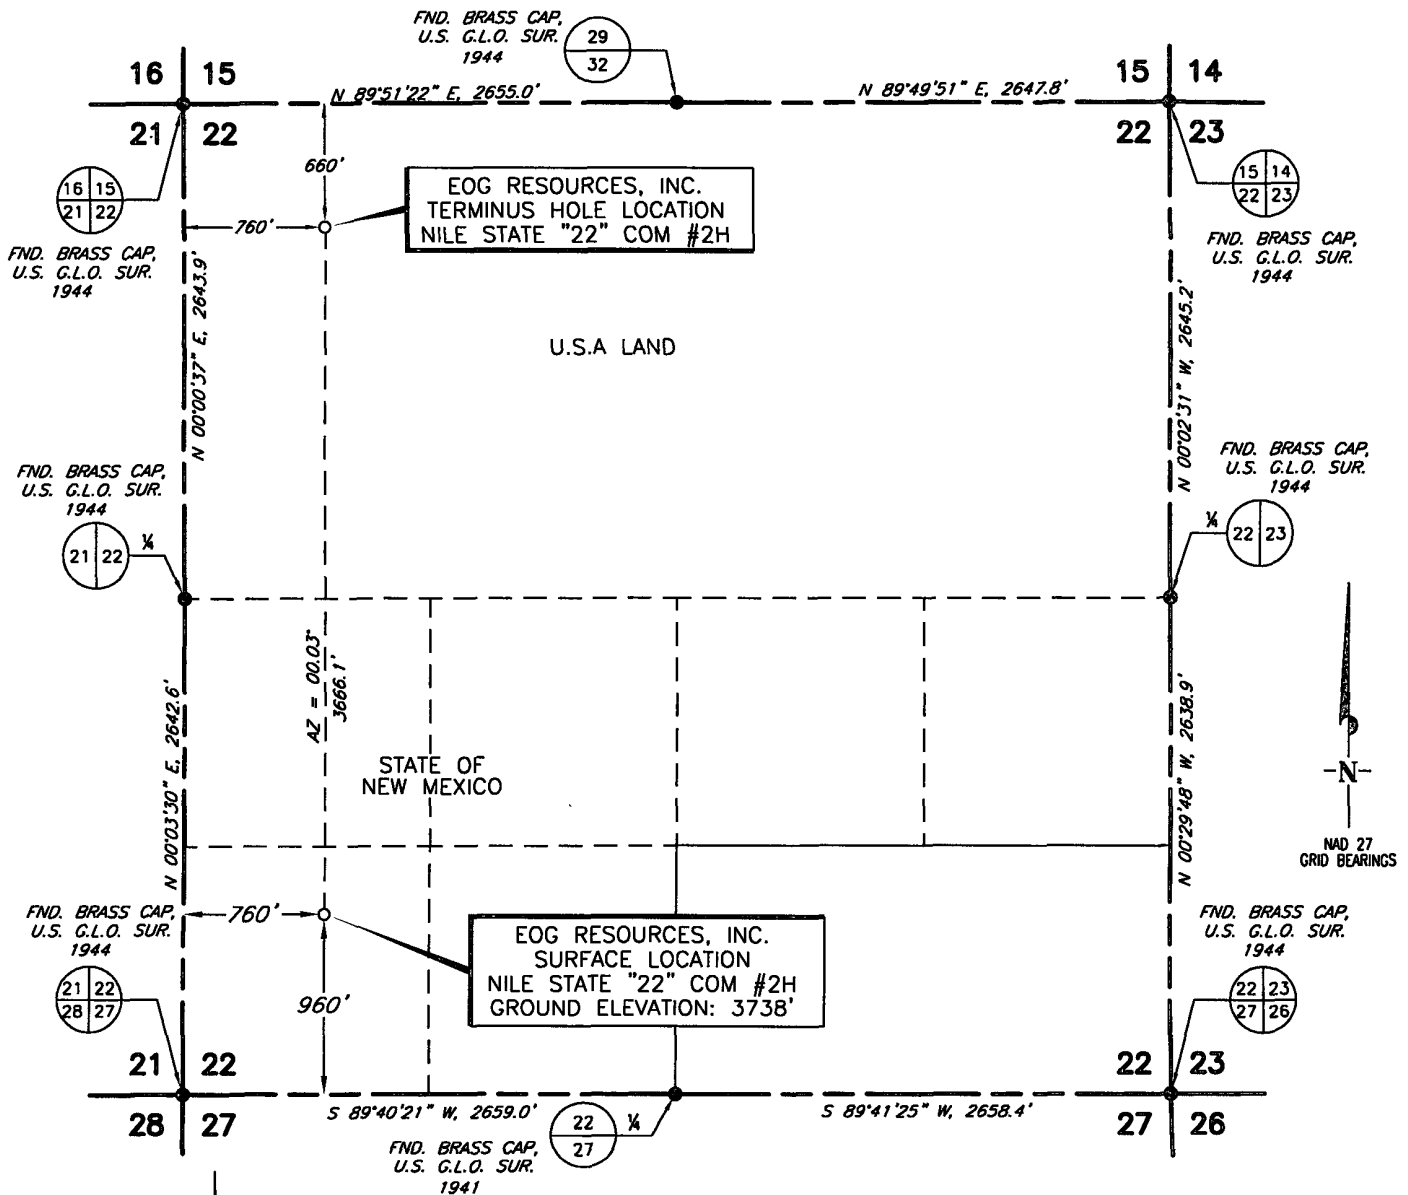 FND. BRASS CAP,
U.S. G.L.O. SUR.
1944
29
32
16 15
15 14
N 89°51'22" E, 2655.0'
N 89°49'51" E, 2647.8'
21 22
22 23
660'
16 15
21 22
15 14
22 23
EOG RESOURCES, INC.
TERMINUS HOLE LOCATION
NILE STATE "22" COM #2H
760'
FND. BRASS CAP,
U.S. G.L.O. SUR.
1944
FND. BRASS CAP,
U.S. G.L.O. SUR.
1944
N 00°00'37" E, 2643.9'
U.S.A LAND
N 00°02'31" W, 2645.2'
FND. BRASS CAP,
U.S. G.L.O. SUR.
1944
FND. BRASS CAP,
U.S. G.L.O. SUR.
1944
21 22 ¼
¼ 22 23
AZ = 00.03°
3666.1'
N 00°03'30" E, 2642.6'
N 00°29'48" W, 2638.9'
STATE OF
NEW MEXICO
-N-
NAD 27
GRID BEARINGS
FND. BRASS CAP,
U.S. G.L.O. SUR.
1944
760'
FND. BRASS CAP,
U.S. G.L.O. SUR.
1944
EOG RESOURCES, INC.
SURFACE LOCATION
NILE STATE "22" COM #2H
GROUND ELEVATION: 3738'
21 22
28 27
960'
22 23
27 26
21 22
22 23
S 89°40'21" W, 2659.0'
S 89°41'25" W, 2658.4'
28 27
27 26
22 ¼
27
FND. BRASS CAP,
U.S. G.L.O. SUR.
1941